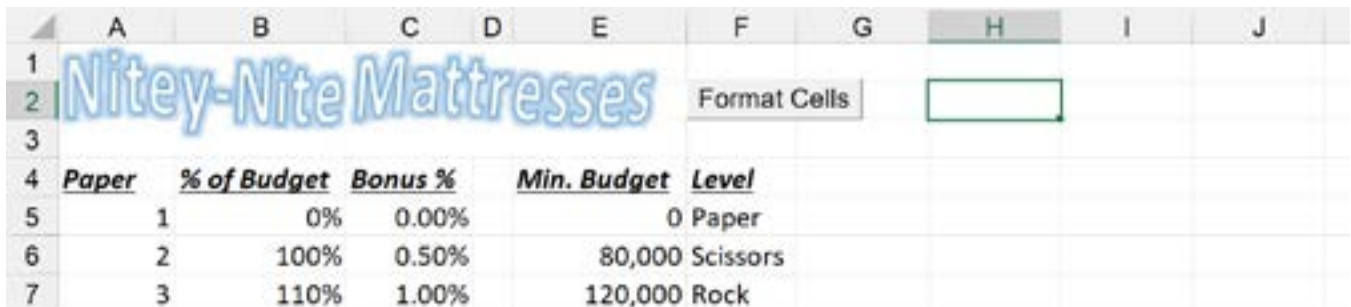 A B C D E F G H I J
1
Nitey-Nite Mattresses
2 Format Cells
3
4 Paper % of Budget Bonus % Min. Budget Level
5 1 0% 0.00% 0 Paper
6 2 100% 0.50% 80,000 Scissors
7 3 110% 1.00% 120,000 Rock